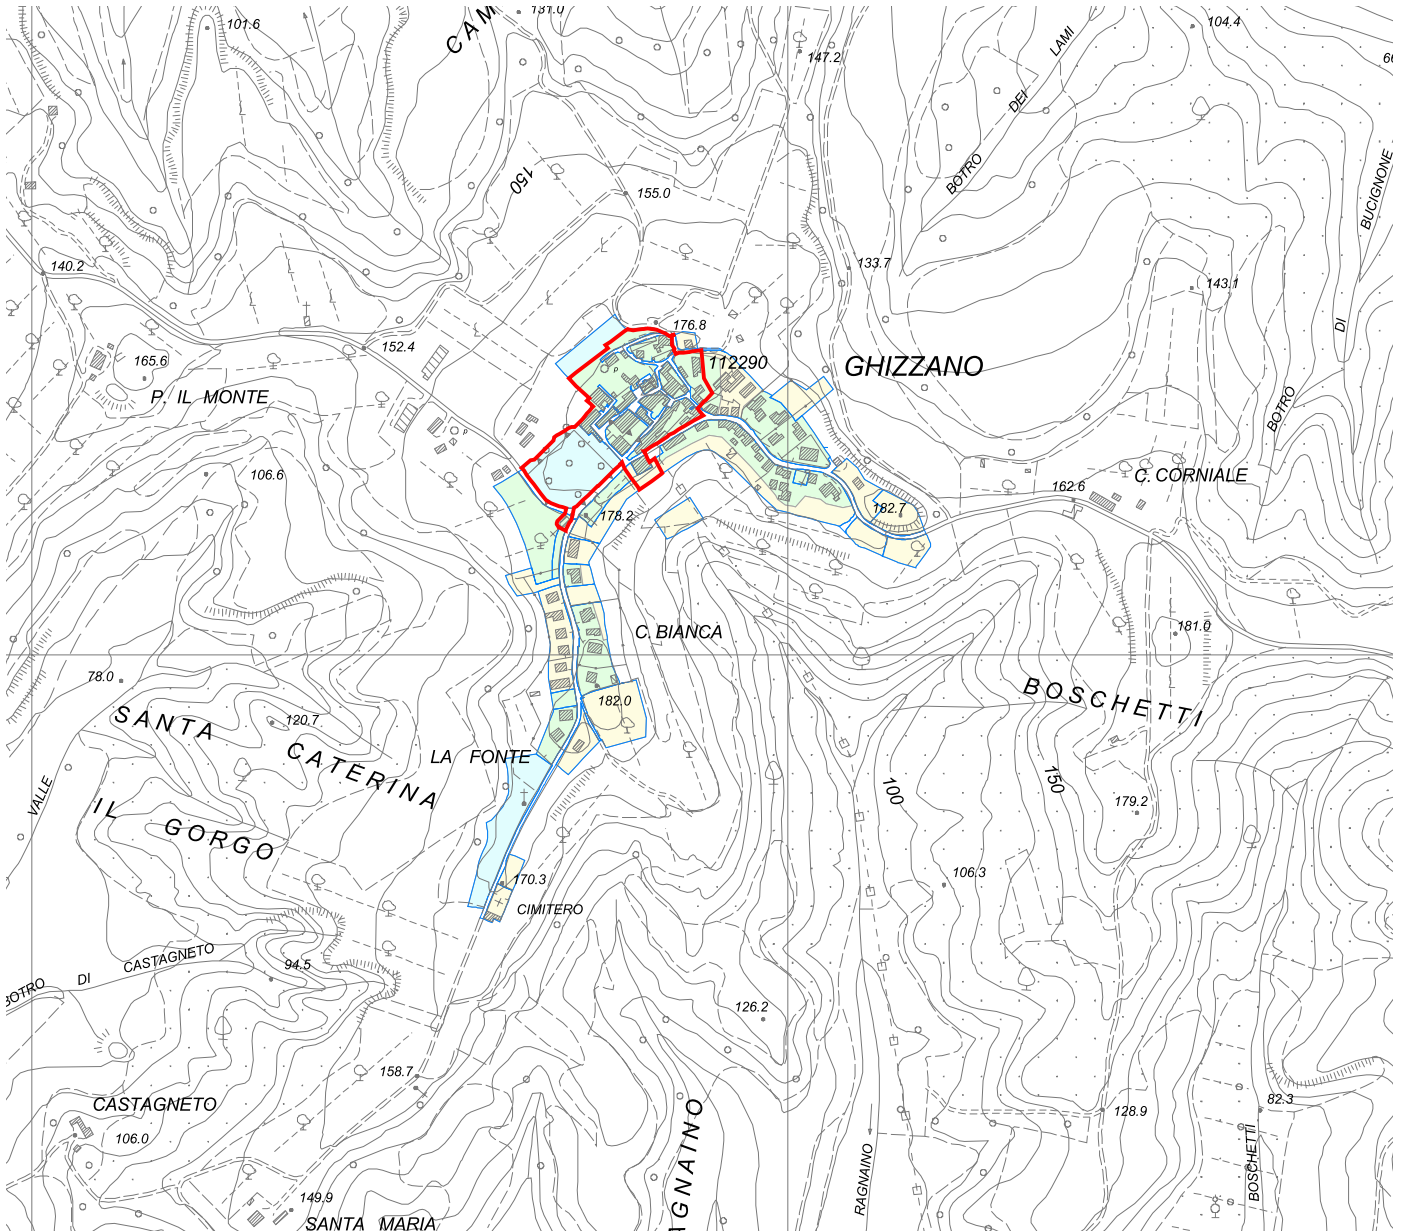 101.6
CAM
131.0
147.2
LAMI
DEI
BOTRO
104.4
BUCIGNONE
DI
BOTRO
150
155.0
140.2
133.7
143.1
152.4
165.6
P. IL MONTE
176.8
112290
GHIZZANO
106.6
178.2
182.7
162.6
C. CORNIALE
C. BIANCA
181.0
78.0
182.0
BOSCHETTI
SANTA CATERINA
120.7
LA FONTE
VALLE
IL GORGO
100
150
179.2
170.3
CIMITERO
106.3
BOTRO DI CASTAGNETO
94.5
126.2
158.7
CASTAGNETO
106.0
128.9
82.3
AGNAINO
RAGNAINO
BOSCHETTI
149.9
SANTA MARIA